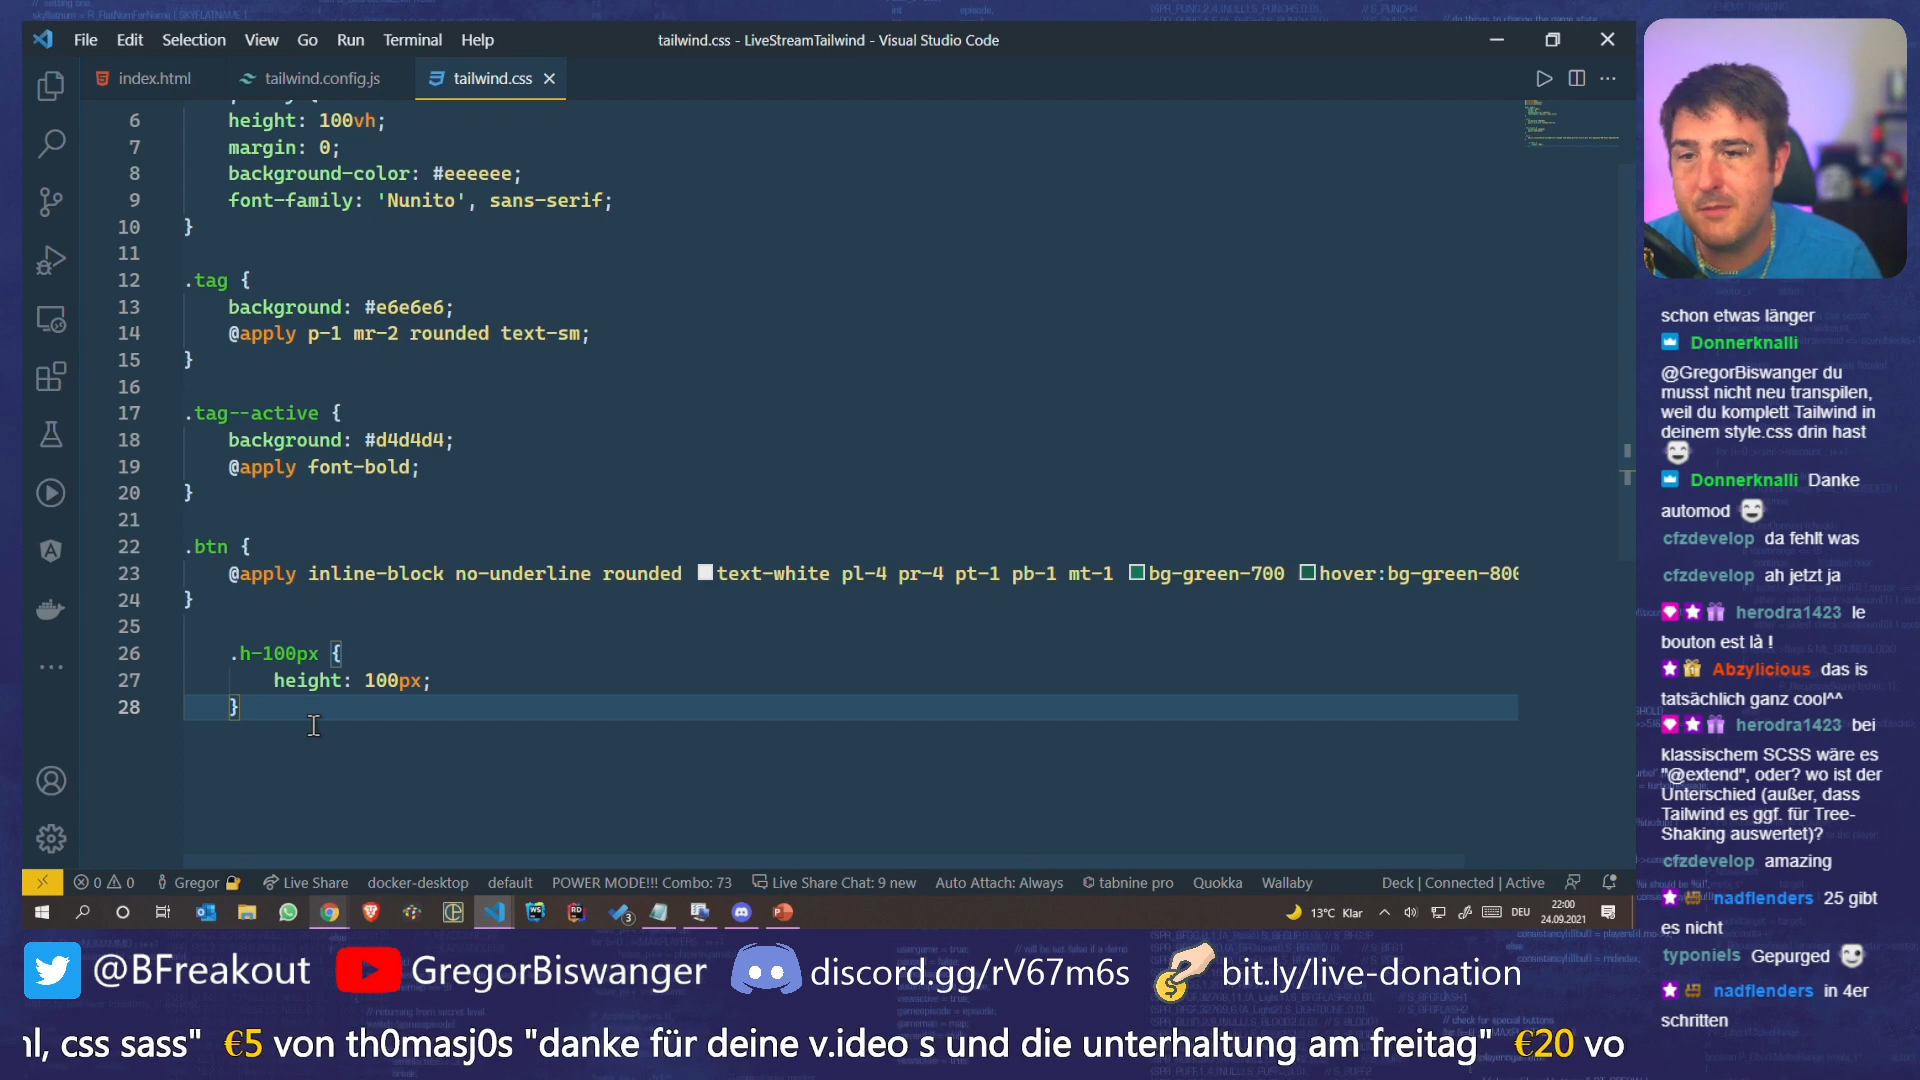 File Edit Selection View Go Run Terminal Help
tailwind.css - LiveStreamTailwind - Visual Studio Code
index.html tailwind.config.js tailwind.css
6 height: 100vh;
7 margin: 0;
8 background-color: #eeeeee;
9 font-family: 'Nunito', sans-serif;
10 }
11
12 .tag {
13 background: #e6e6e6;
14 @apply p-1 mr-2 rounded text-sm;
15 }
16
17 .tag--active {
18 background: #d4d4d4;
19 @apply font-bold;
20 }
21
22 .btn {
23 @apply inline-block no-underline rounded text-white pl-4 pr-4 pt-1 pb-1 mt-1 bg-green-700 hover:bg-green-800
24 }
25
26 .h-100px {
27 height: 100px;
28 }
0 0 Gregor Live Share docker-desktop default POWER MODE!!! Combo: 73 Live Share Chat: 9 new Auto Attach: Always tabnine pro Quokka Wallaby Deck | Connected | Active
3 13°C Klar DEU 22:00
24.09.2021
schon etwas länger
Donnerknalli
@GregorBiswanger du
musst nicht neu transpilen,
weil du komplett Tailwind in
deinem style.css drin hast
Donnerknalli Danke
automod
cfzdevelop da fehlt was
cfzdevelop ah jetzt ja
herodra1423 le
bouton est là !
Abzylicious das is
tatsächlich ganz cool^^
herodra1423 bei
klassischem SCSS wäre es
"@extend", oder? wo ist der
Unterschied (außer, dass
Tailwind es ggf. für Tree-
Shaking auswertet)?
cfzdevelop amazing
nadflenders 25 gibt
es nicht
typoniels Gepurged
nadflenders in 4er
schritten
@BFreakout GregorBiswanger discord.gg/rV67m6s bit.ly/live-donation
l, css sass" €5 von th0masj0s "danke für deine v.ideo s und die unterhaltung am freitag" €20 vo